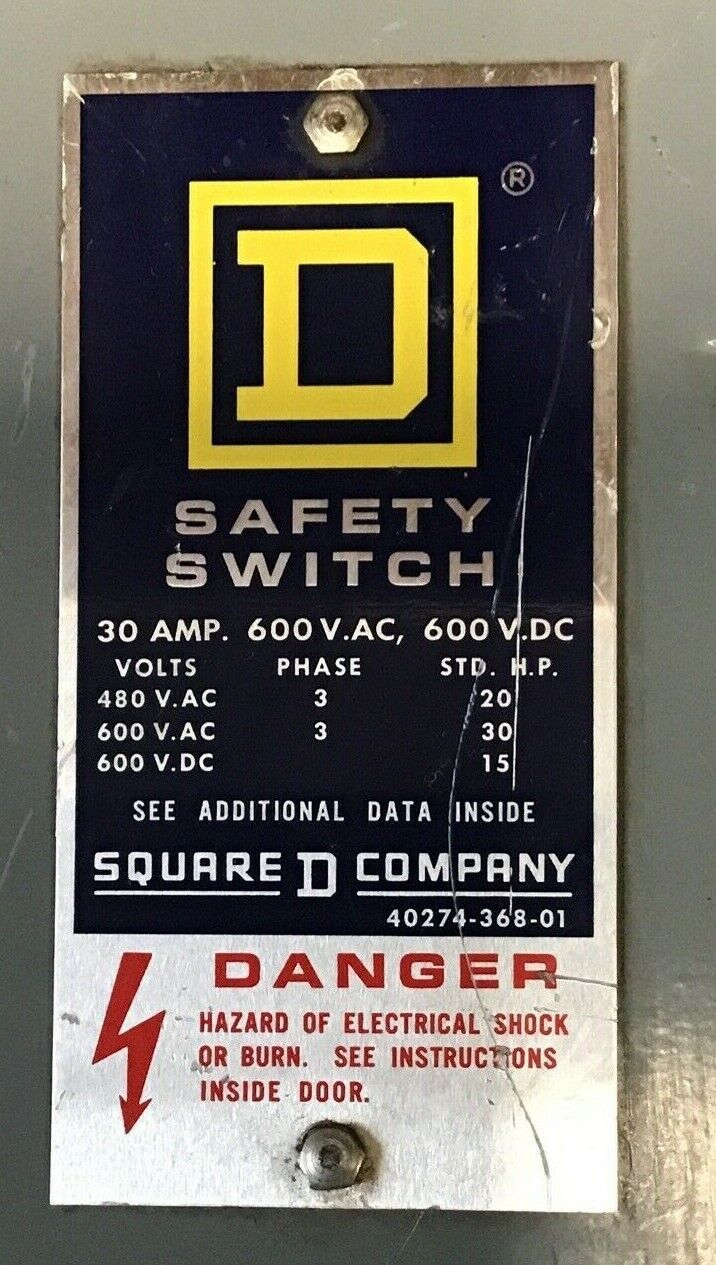 ®
D
SAFETY
SWITCH
30 AMP. 600 V.AC, 600 V.DC
VOLTS PHASE STD. H.P.
480 V.AC 3 20
600 V.AC 3 30
600 V.DC 15
SEE ADDITIONAL DATA INSIDE
SQUARE D COMPANY
40274-368-01
DANGER
HAZARD OF ELECTRICAL SHOCK
OR BURN. SEE INSTRUCTIONS
INSIDE DOOR.